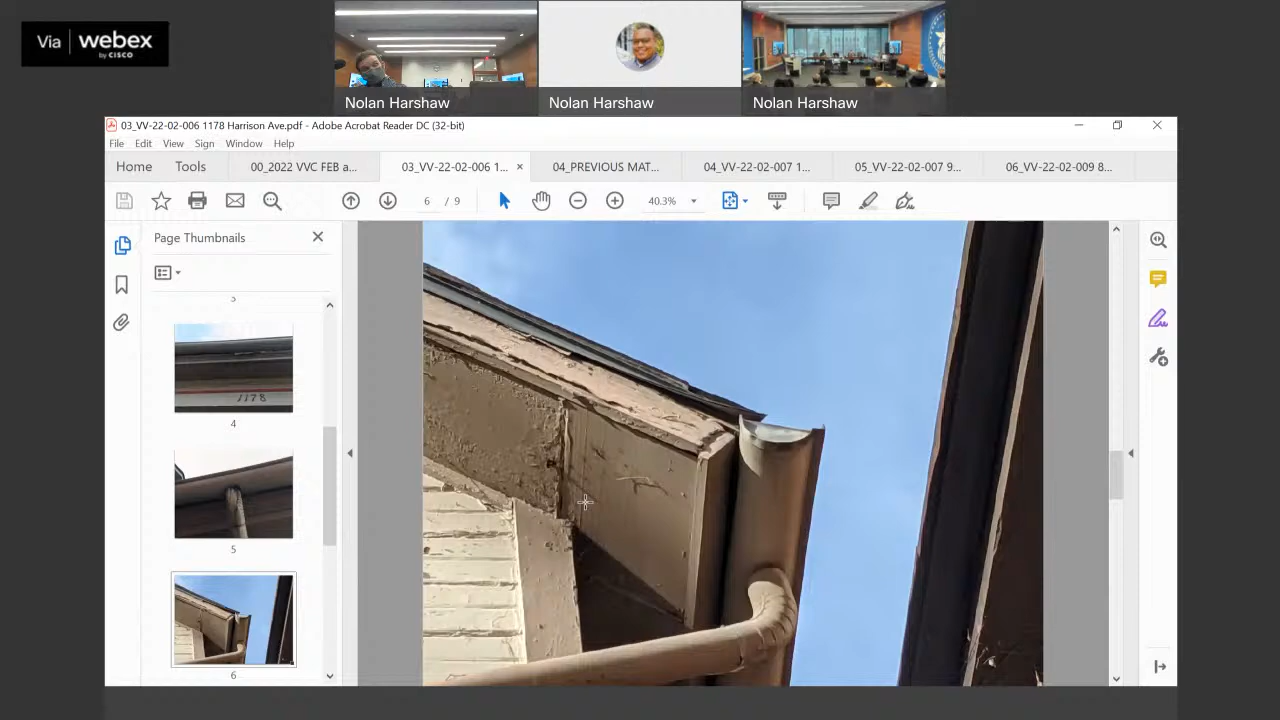 Via webex
by CISCO
Nolan Harshaw
Nolan Harshaw
Nolan Harshaw
03_VV-22-02-006 1178 Harrison Ave.pdf - Adobe Acrobat Reader DC (32-bit)
File Edit View Sign Window Help
Home Tools 00_2022 VVC FEB a... 03_VV-22-02-006 1... × 04_PREVIOUS MAT... 04_VV-22-02-007 1... 05_VV-22-02-007 9... 06_VV-22-02-009 8...
6 / 9 40.3%
Page Thumbnails
3
1178
4
5
6